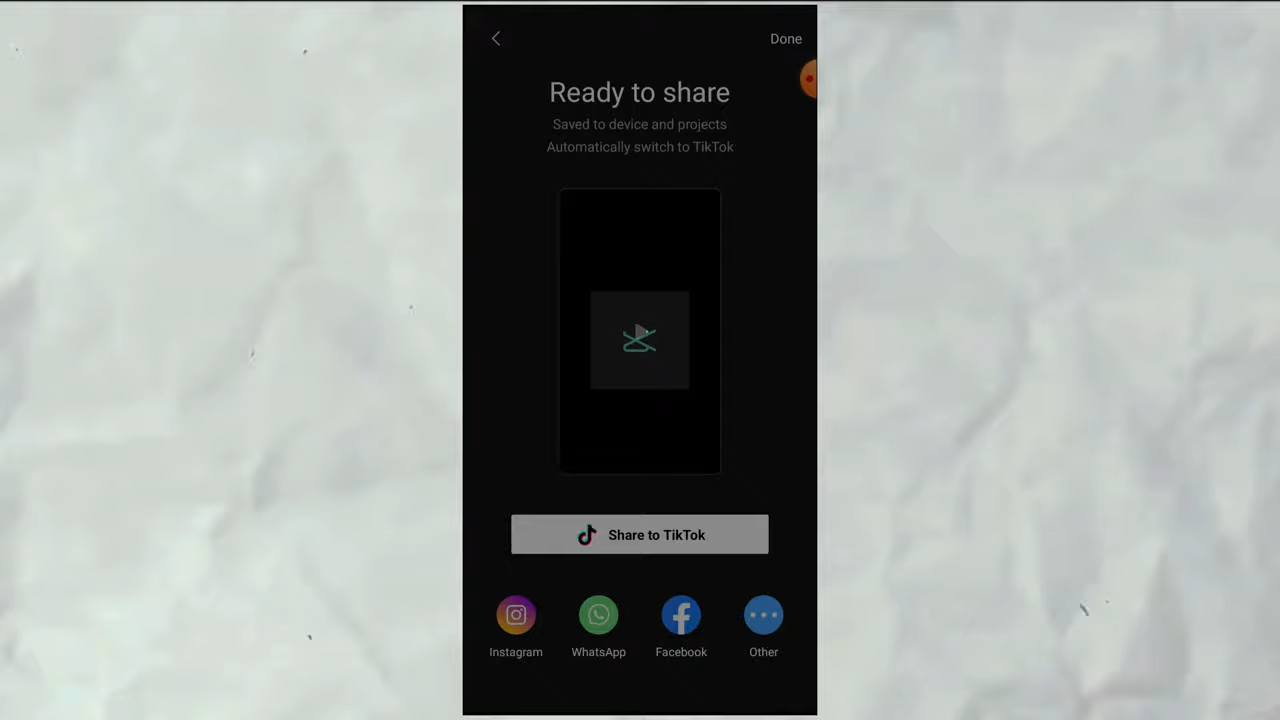 Done
Ready to share
Saved to device and projects
Automatically switch to TikTok
Share to TikTok
Instagram
WhatsApp
Facebook
Other